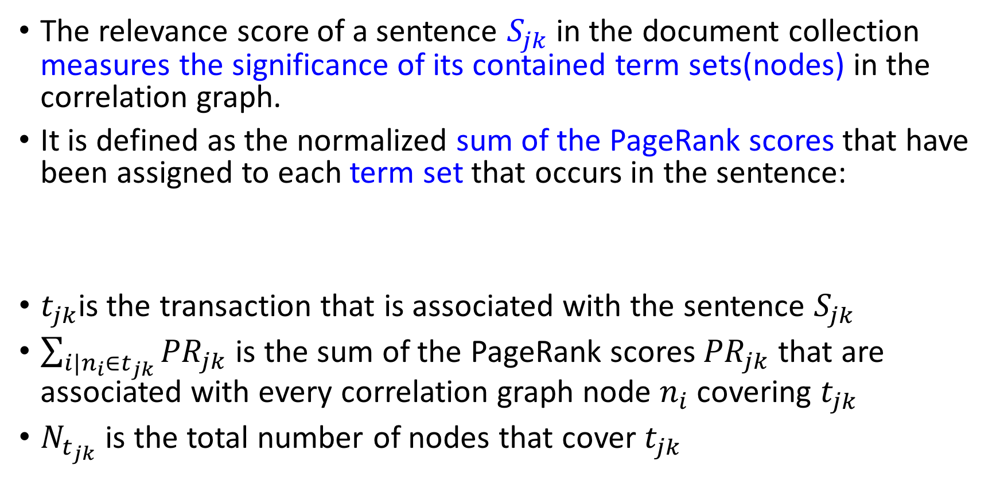 • The relevance score of a sentence $S_{jk}$ in the document collection
measures the significance of its contained term sets(nodes) in the
correlation graph.
• It is defined as the normalized sum of the PageRank scores that have
been assigned to each term set that occurs in the sentence:
• $t_{jk}$is the transaction that is associated with the sentence $S_{jk}$
• $\sum_{i|n_i \in t_{jk}} PR_{jk}$ is the sum of the PageRank scores $PR_{jk}$ that are
associated with every correlation graph node $n_i$ covering $t_{jk}$
• $N_{t_{jk}}$ is the total number of nodes that cover $t_{jk}$